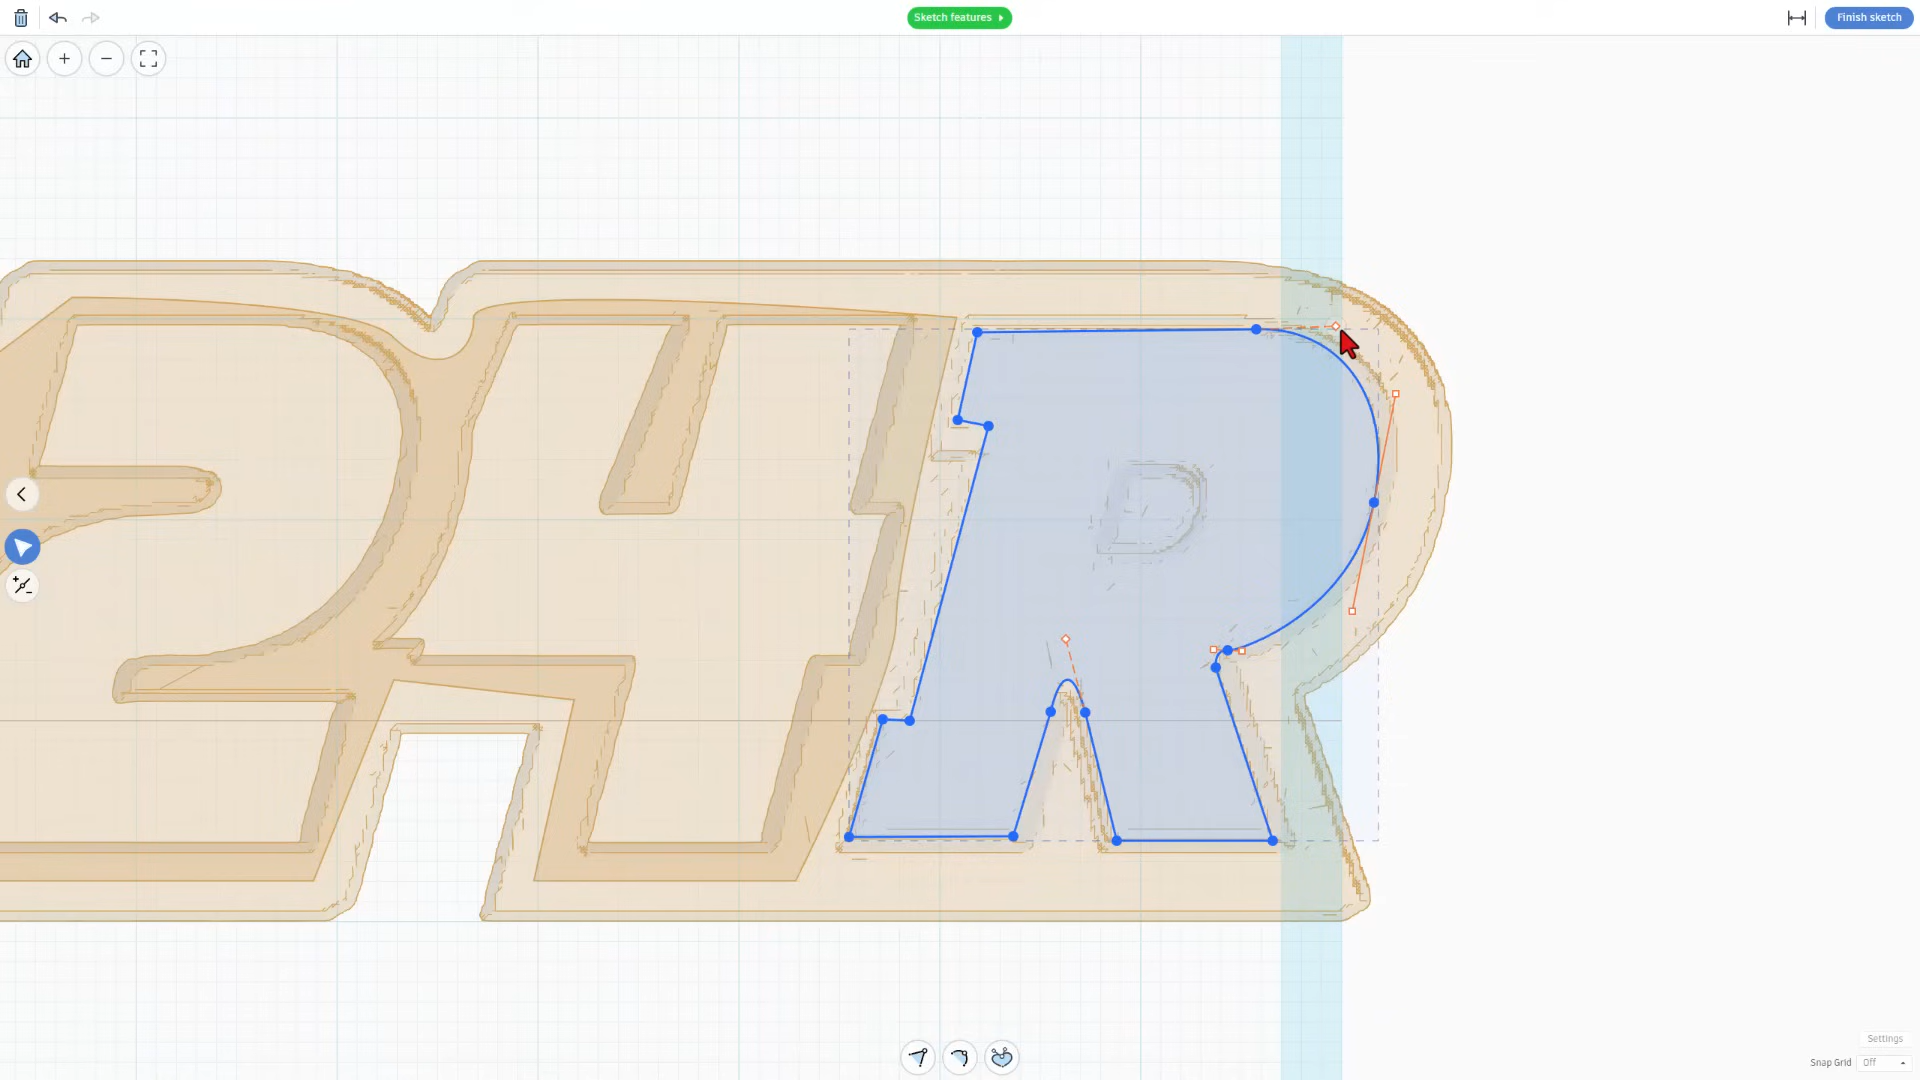 Sketch features
Finish sketch
R
Settings
Snap Grid Off